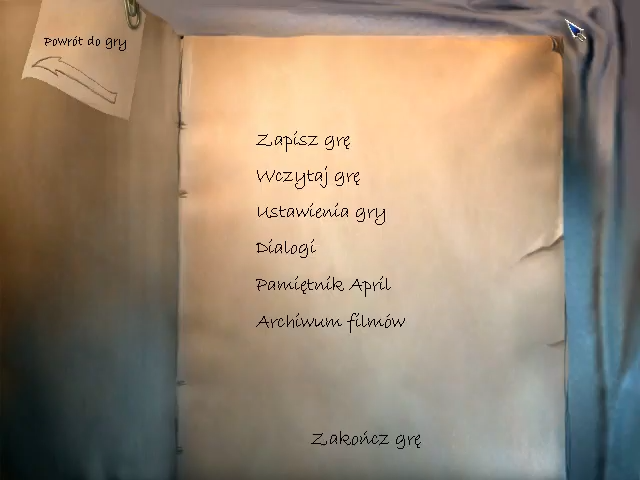 Powrót do gry
Zapisz grę
Wczytaj grę
Ustawienia gry
Dialogi
Pamiętnik April
Archiwum filmów
Zakończ grę